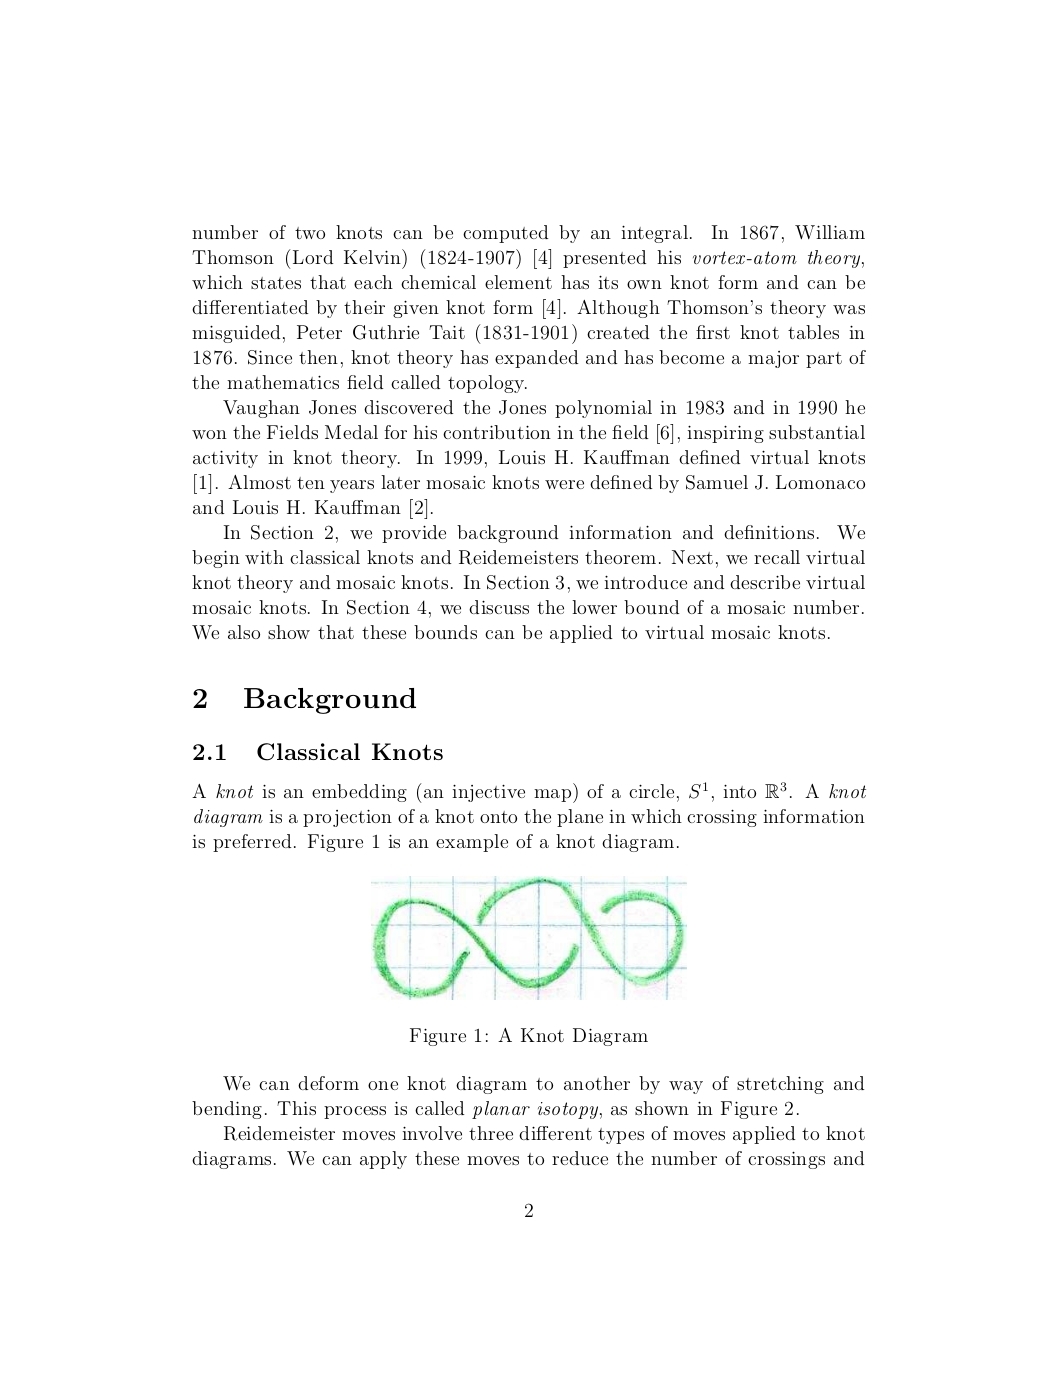 number of two knots can be computed by an integral. In 1867, William
Thomson (Lord Kelvin) (1824-1907) [4] presented his vortex-atom theory,
which states that each chemical element has its own knot form and can be
differentiated by their given knot form [4]. Although Thomson's theory was
misguided, Peter Guthrie Tait (1831-1901) created the first knot tables in
1876. Since then, knot theory has expanded and has become a major part of
the mathematics field called topology.
Vaughan Jones discovered the Jones polynomial in 1983 and in 1990 he
won the Fields Medal for his contribution in the field [6], inspiring substantial
activity in knot theory. In 1999, Louis H. Kauffman defined virtual knots
[1]. Almost ten years later mosaic knots were defined by Samuel J. Lomonaco
and Louis H. Kauffman [2].
In Section 2, we provide background information and definitions. We
begin with classical knots and Reidemeisters theorem. Next, we recall virtual
knot theory and mosaic knots. In Section 3, we introduce and describe virtual
mosaic knots. In Section 4, we discuss the lower bound of a mosaic number.
We also show that these bounds can be applied to virtual mosaic knots.
2 Background
2.1 Classical Knots
A knot is an embedding (an injective map) of a circle, S¹, into ℝ³. A knot
diagram is a projection of a knot onto the plane in which crossing information
is preferred. Figure 1 is an example of a knot diagram.
Figure 1: A Knot Diagram
We can deform one knot diagram to another by way of stretching and
bending. This process is called planar isotopy, as shown in Figure 2.
Reidemeister moves involve three different types of moves applied to knot
diagrams. We can apply these moves to reduce the number of crossings and
2